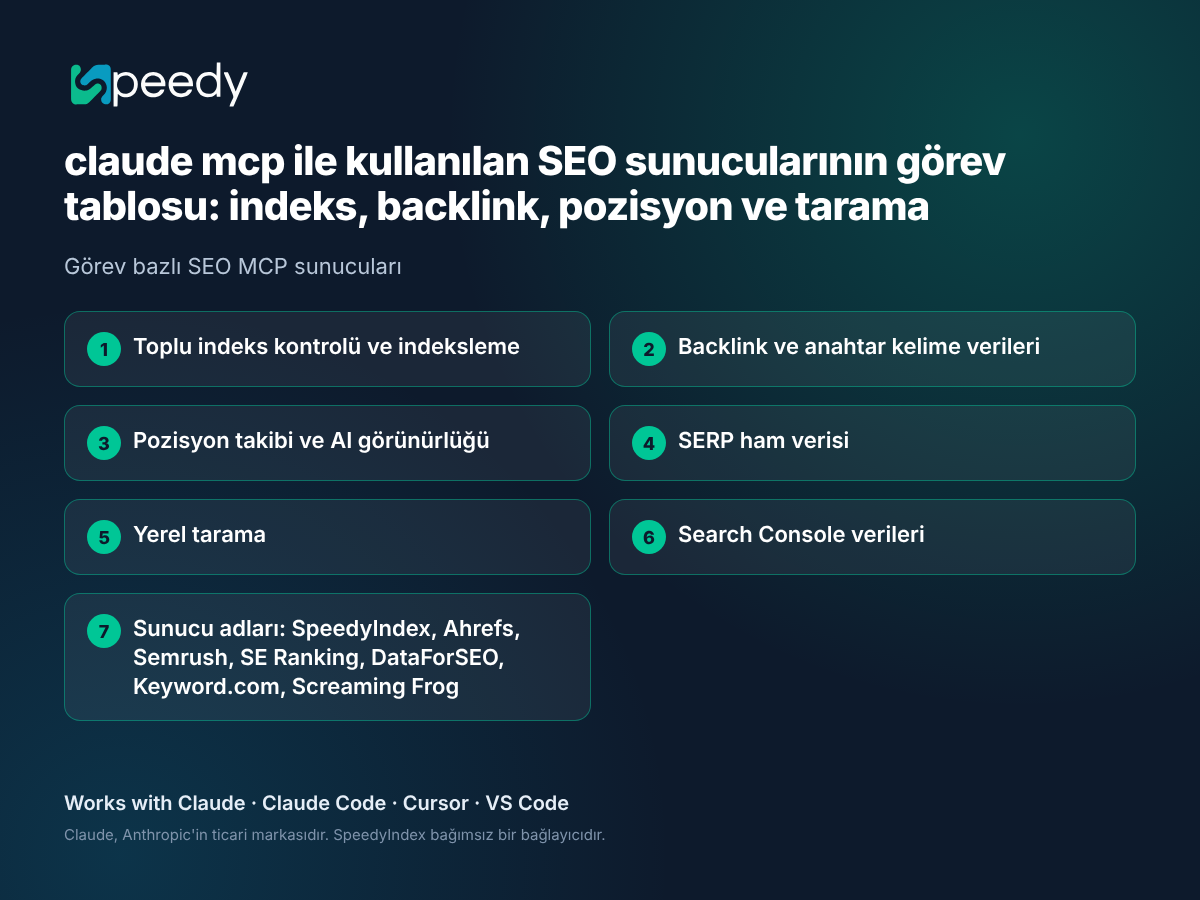 Speedy
claude mcp ile kullanılan SEO sunucularının görev
tablosu: indeks, backlink, pozisyon ve tarama
Görev bazlı SEO MCP sunucuları
1 Toplu indeks kontrolü ve indeksleme
2 Backlink ve anahtar kelime verileri
3 Pozisyon takibi ve AI görünürlüğü
4 SERP ham verisi
5 Yerel tarama
6 Search Console verileri
7 Sunucu adları: SpeedyIndex, Ahrefs,
Semrush, SE Ranking, DataForSEO,
Keyword.com, Screaming Frog
Works with Claude · Claude Code · Cursor · VS Code
Claude, Anthropic'in ticari markasıdır. SpeedyIndex bağımsız bir bağlayıcıdır.